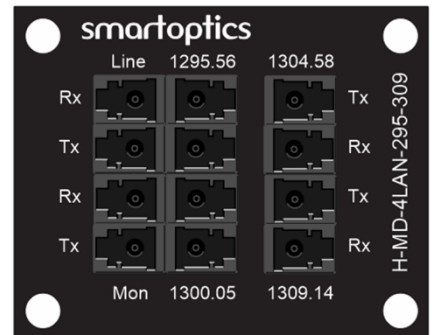 smartoptics
Line 1295.56 1304.58
Rx Tx
Tx Rx
Rx Tx
Tx Rx
Mon 1300.05 1309.14
H-MD-4LAN-295-309